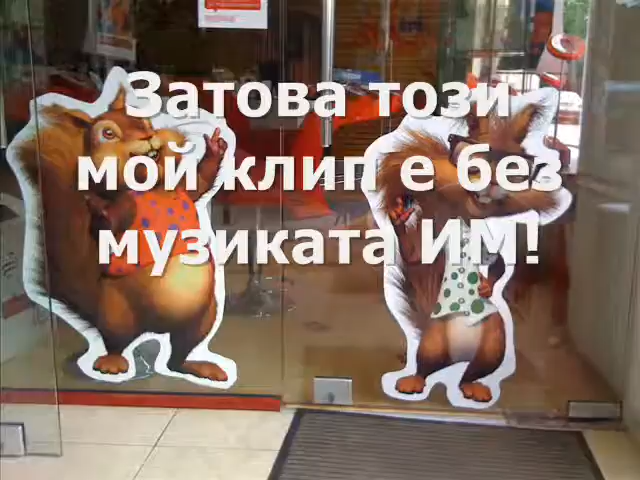 Затова този
мой клип е без
музиката ИМ!